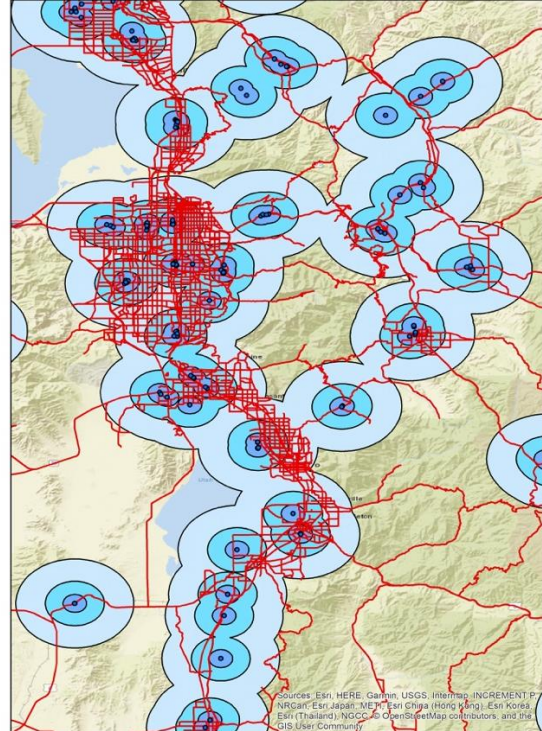 Sources: Esri, HERE, Garmin, USGS, Intermap, INCREMENT P,
NRCan, Esri Japan, METI, Esri China (Hong Kong), Esri Korea,
Esri (Thailand), NGCC, © OpenStreetMap contributors, and the
GIS User Community